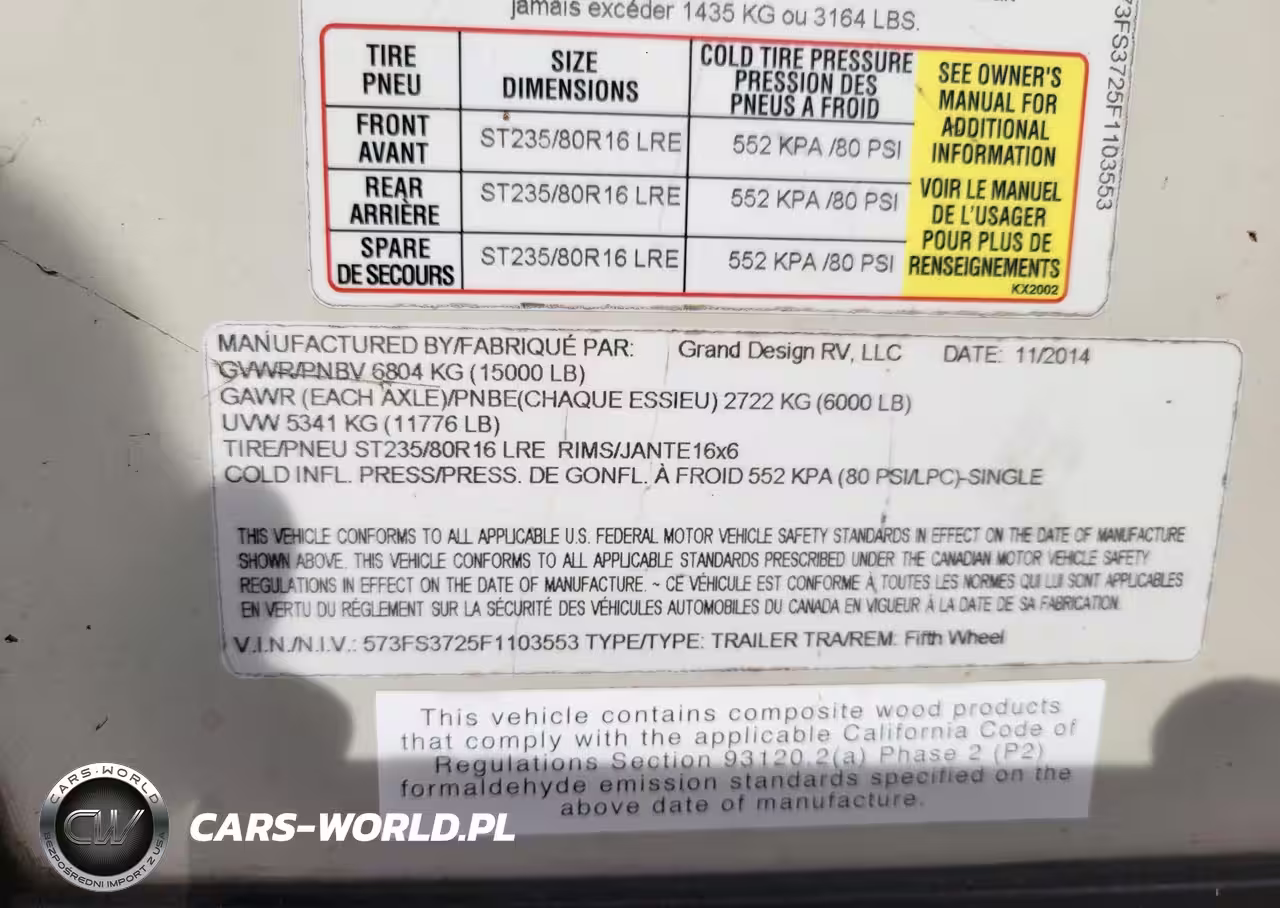 jamais excéder 1435 KG ou 3164 LBS.
TIRE
PNEU
SIZE
DIMENSIONS
COLD TIRE PRESSURE
PRESSION DES
PNEUS A FROID
FRONT
AVANT
ST235/80R16 LRE
552 KPA /80 PSI
REAR
ARRIÈRE
ST235/80R16 LRE
552 KPA /80 PSI
SPARE
DE SECOURS
ST235/80R16 LRE
552 KPA /80 PSI
SEE OWNER'S
MANUAL FOR
ADDITIONAL
INFORMATION
VOIR LE MANUEL
DE L'USAGER
POUR PLUS DE
RENSEIGNEMENTS
KX2002
73FS3725F1103553
MANUFACTURED BY/FABRIQUÉ PAR: Grand Design RV, LLC DATE: 11/2014
GVWR/PNBV 6804 KG (15000 LB)
GAWR (EACH AXLE)/PNBE(CHAQUE ESSIEU) 2722 KG (6000 LB)
UVW 5341 KG (11776 LB)
TIRE/PNEU ST235/80R16 LRE RIMS/JANTE16x6
COLD INFL. PRESS/PRESS. DE GONFL. À FROID 552 KPA (80 PSI/LPC)-SINGLE
THIS VEHICLE CONFORMS TO ALL APPLICABLE U.S. FEDERAL MOTOR VEHICLE SAFETY STANDARDS IN EFFECT ON THE DATE OF MANUFACTURE
SHOWN ABOVE. THIS VEHICLE CONFORMS TO ALL APPLICABLE STANDARDS PRESCRIBED UNDER THE CANADIAN MOTOR VEHICLE SAFETY
REGULATIONS IN EFFECT ON THE DATE OF MANUFACTURE. ~ CE VÉHICULE EST CONFORME À TOUTES LES NORMES QUI LUI SONT APPLICABLES
EN VERTU DU RÉGLEMENT SUR LA SÉCURITÉ DES VÉHICULES AUTOMOBILES DU CANADA EN VIGUEUR À LA DATE DE SA FABRICATION.
V.I.N./N.I.V.: 573FS3725F1103553 TYPE/TYPE: TRAILER TRA/REM: Fifth Wheel
This vehicle contains composite wood products
that comply with the applicable California Code of
Regulations Section 93120.2(a) Phase 2 (P2)
formaldehyde emission standards specified on the
above date of manufacture.
CARS-WORLD
CW
BEZPOŚREDNI IMPORT Z USA
CARS-WORLD.PL